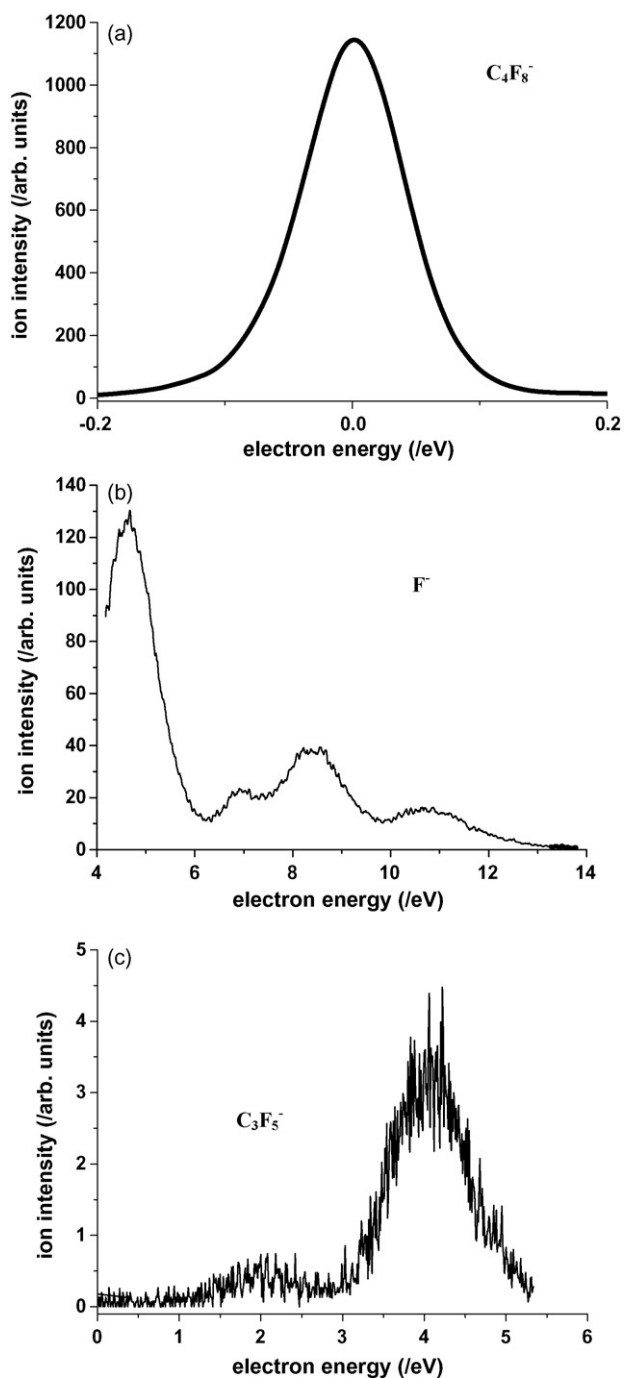 (a)
C₄F₈⁻
ion intensity (/arb. units)
1200
1000
800
600
400
200
0
-0.2 0.0 0.2
electron energy (/eV)
(b)
F⁻
ion intensity (/arb. units)
140
120
100
80
60
40
20
0
4 6 8 10 12 14
electron energy (/eV)
(c)
C₃F₅⁻
ion intensity (/arb. units)
5
4
3
2
1
0
0 1 2 3 4 5 6
electron energy (/eV)